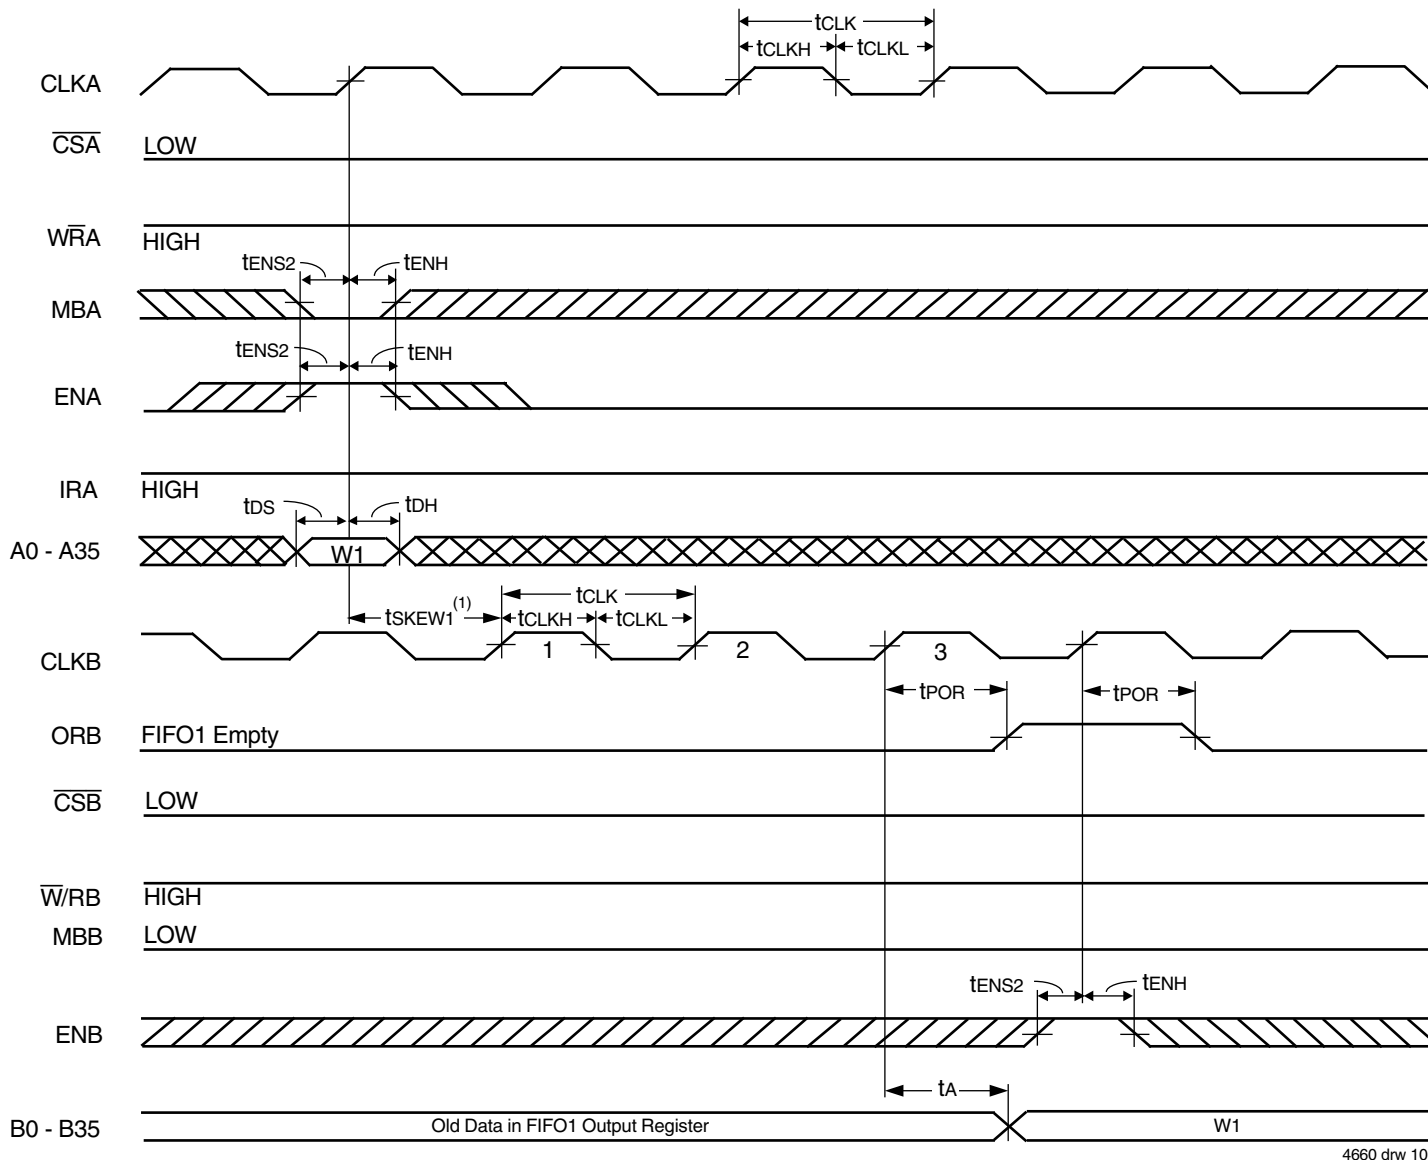 tCLK
tCLKH tCLKL
CLKA
CSA LOW
WRA HIGH
tENS2 tENH
MBA
tENS2 tENH
ENA
IRA HIGH
tDS tDH
A0 - A35 W1
tCLK
tSKEW1(1) tCLKH tCLKL
CLKB 1 2 3
tPOR tPOR
ORB FIFO1 Empty
CSB LOW
W/RB HIGH
MBB LOW
tENS2 tENH
ENB
tA
B0 - B35 Old Data in FIFO1 Output Register W1
4660 drw 10